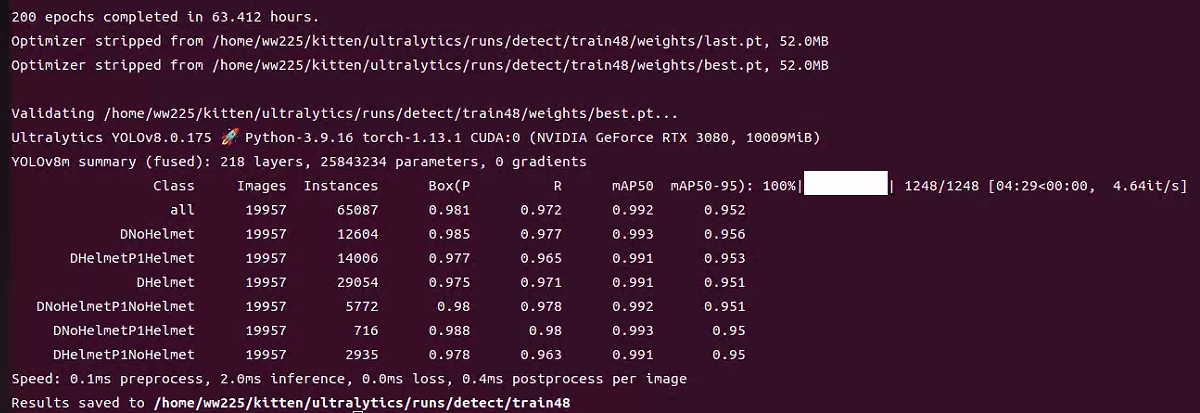 200 epochs completed in 63.412 hours.
Optimizer stripped from /home/ww225/kitten/ultralytics/runs/detect/train48/weights/last.pt, 52.0MB
Optimizer stripped from /home/ww225/kitten/ultralytics/runs/detect/train48/weights/best.pt, 52.0MB
Validating /home/ww225/kitten/ultralytics/runs/detect/train48/weights/best.pt...
Ultralytics YOLOv8.0.175 🚀 Python-3.9.16 torch-1.13.1 CUDA:0 (NVIDIA GeForce RTX 3080, 10009MiB)
YOLOv8m summary (fused): 218 layers, 25843234 parameters, 0 gradients
Class Images Instances Box(P R mAP50 mAP50-95): 100%|██████████| 1248/1248 [04:29<00:00, 4.64it/s]
all 19957 65087 0.981 0.972 0.992 0.952
DNoHelmet 19957 12604 0.985 0.977 0.993 0.956
DHelmetP1Helmet 19957 14006 0.977 0.965 0.991 0.953
DHelmet 19957 29054 0.975 0.971 0.991 0.951
DNoHelmetP1NoHelmet 19957 5772 0.98 0.978 0.992 0.951
DNoHelmetP1Helmet 19957 716 0.988 0.98 0.993 0.95
DHelmetP1NoHelmet 19957 2935 0.978 0.963 0.991 0.95
Speed: 0.1ms preprocess, 2.0ms inference, 0.0ms loss, 0.4ms postprocess per image
Results saved to /home/ww225/kitten/ultralytics/runs/detect/train48